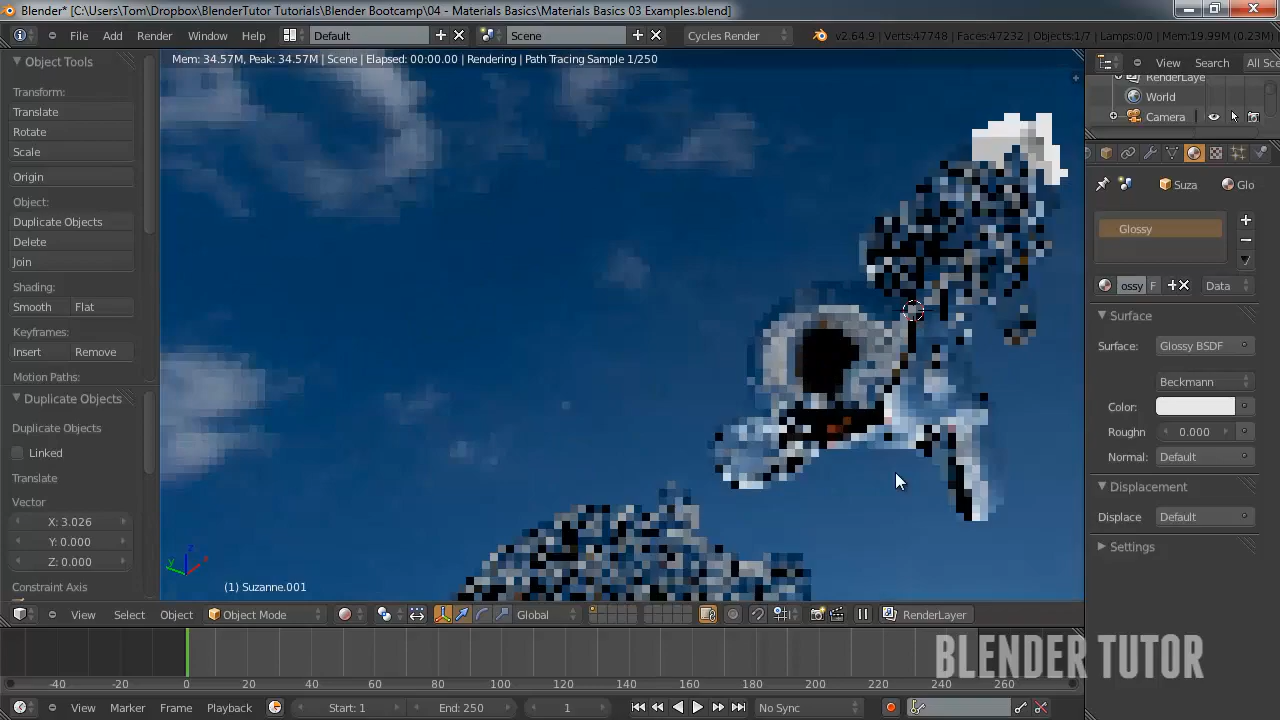 Blender* [C:\Users\Tom\Dropbox\BlenderTutor Tutorials\Blender Bootcamp\04 - Materials Basics\Materials Basics 03 Examples.blend]
File Add Render Window Help Default Scene Cycles Render v2.64.9 | Verts:47748 | Faces:47232 | Objects:1/7 | Lamps:0/0 | Mem:19.99M (0.23M)
Mem: 34.57M, Peak: 34.57M | Scene | Elapsed: 00:00.00 | Rendering | Path Tracing Sample 1/250
Object Tools
Transform:
Translate
Rotate
Scale
Origin
Object:
Duplicate Objects
Delete
Join
Shading:
Smooth Flat
Keyframes:
Insert Remove
Motion Paths:
Duplicate Objects
Duplicate Objects
Linked
Translate
Vector
X: 3.026
Y: 0.000
Z: 0.000
Constraint Axis
y z
(1) Suzanne.001
View Search All Sce
RenderLaye
World
Camera
Suza Glo
Glossy
ossy F Data
Surface
Surface: Glossy BSDF
Beckmann
Color:
Roughn 0.000
Normal: Default
Displacement
Displace Default
Settings
View Select Object Object Mode Global RenderLayer
BLENDER TUTOR
-40 -20 0 20 40 60 80 100 120 140 160 180 200 220 240 260
View Marker Frame Playback Start: 1 End: 250 1 No Sync